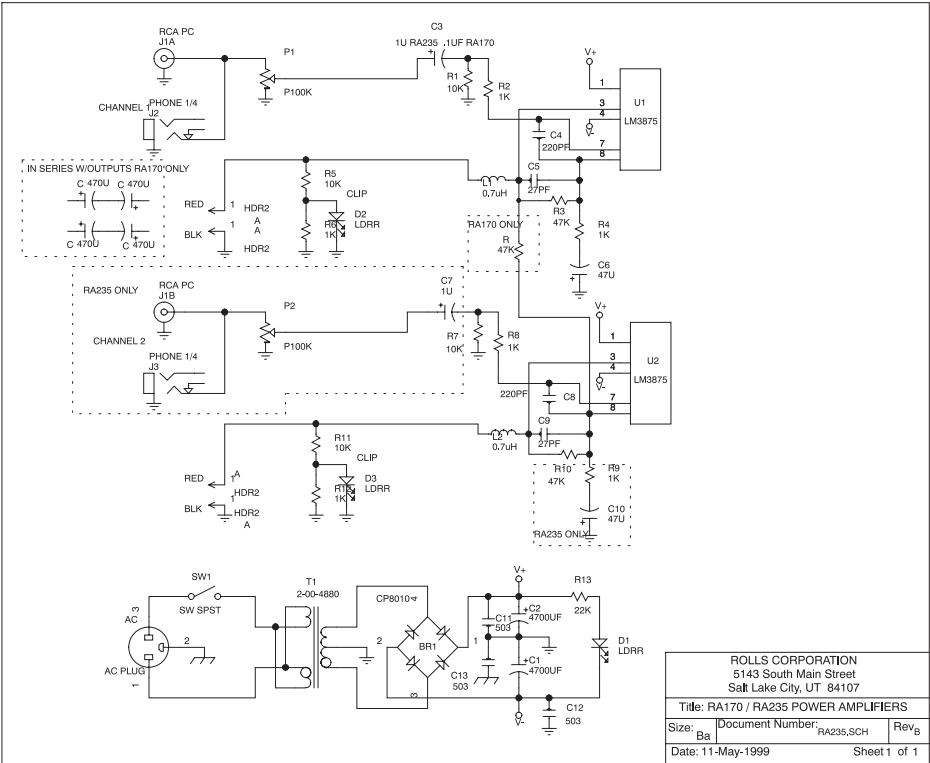 RCA PC
J1A
P1
P100K
C3
1U RA235 .1UF RA170
+
R1
10K
R2
1K
V+
1
3
4
V-
7
8
U1
LM3875
CHANNEL 1
PHONE 1/4
J2
C4
220PF
C5
27PF
L1
0.7uH
R3
47K
R4
1K
C6
47U
+
IN SERIES W/OUTPUTS RA170 ONLY
C 470U C 470U
+ +
C 470U C 470U
+ +
RED
1
HDR2
A
A
BLK
1
HDR2
R5
10K
CLIP
D2
LDRR
R6
1K
RA170 ONLY
R
47K
RA235 ONLY
RCA PC
J1B
P2
P100K
C7
1U
+
R7
10K
R8
1K
V+
1
3
4
V-
7
8
U2
LM3875
CHANNEL 2
PHONE 1/4
J3
220PF
C8
C9
27PF
L2
0.7uH
R10
47K
R9
1K
C10
47U
+
RA235 ONLY
R11
10K
CLIP
D3
LDRR
R12
1K
RED
1
A
HDR2
1
BLK
HDR2
A
SW1
SW SPST
3
AC
2
AC PLUG
1
T1
2-00-4880
CP8010
4
2
BR1
1
3
V+
C11
503
+
C2
4700UF
C13
503
+
C1
4700UF
V-
C12
503
R13
22K
D1
LDRR
ROLLS CORPORATION
5143 South Main Street
Salt Lake City, UT 84107
Title: RA170 / RA235 POWER AMPLIFIERS
Size: Ba
Document Number: RA235,SCH
Rev B
Date: 11-May-1999 Sheet 1 of 1